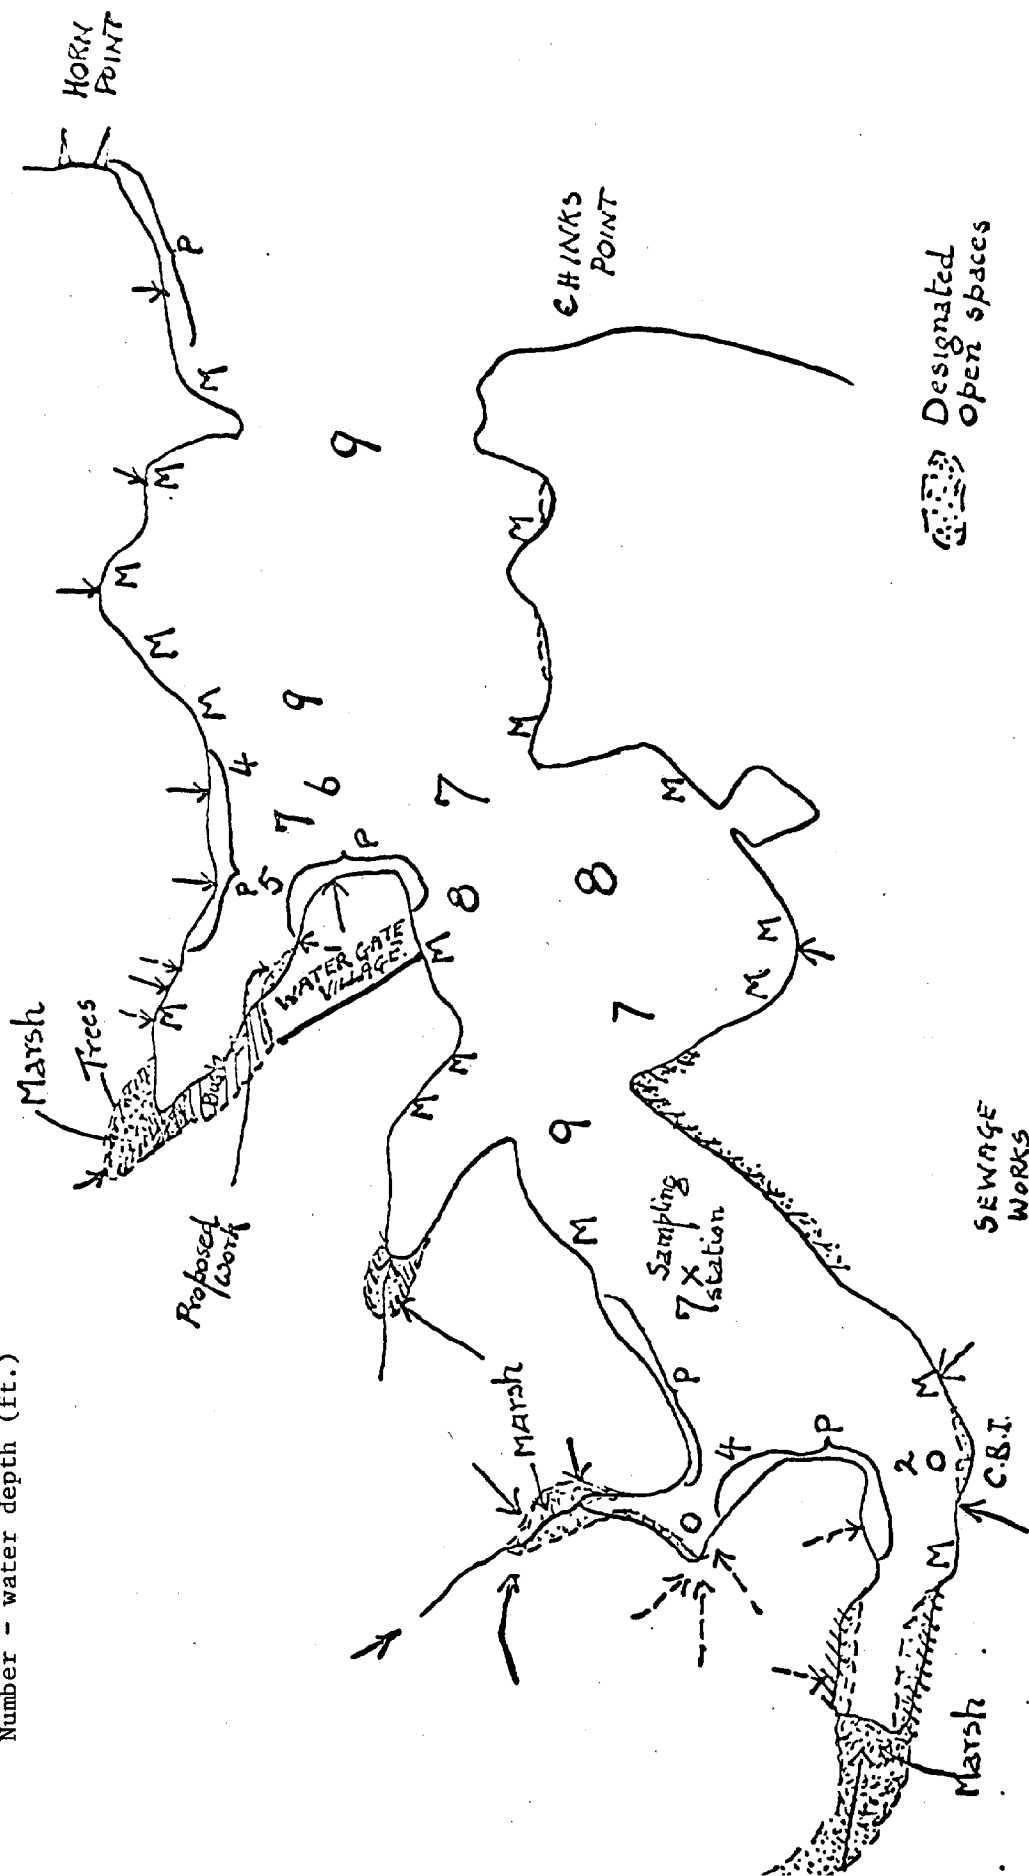 Number - water depth (ft.)
HORN
POINT
P
M
M
M
M
M
4
P
5
7
6
9
9
CHINKS
POINT
M
M
7
P
8
8
M
M
M
M
WATER GATE
VILLAGE
Marsh
Trees
M
Bush
Proposed
work
M
M
7
9
M
Sampling
7 X
station
Marsh
P
4
P
0
2
0
M
M
C.B.I.
Marsh
SEWAGE
WORKS
Designated
open spaces